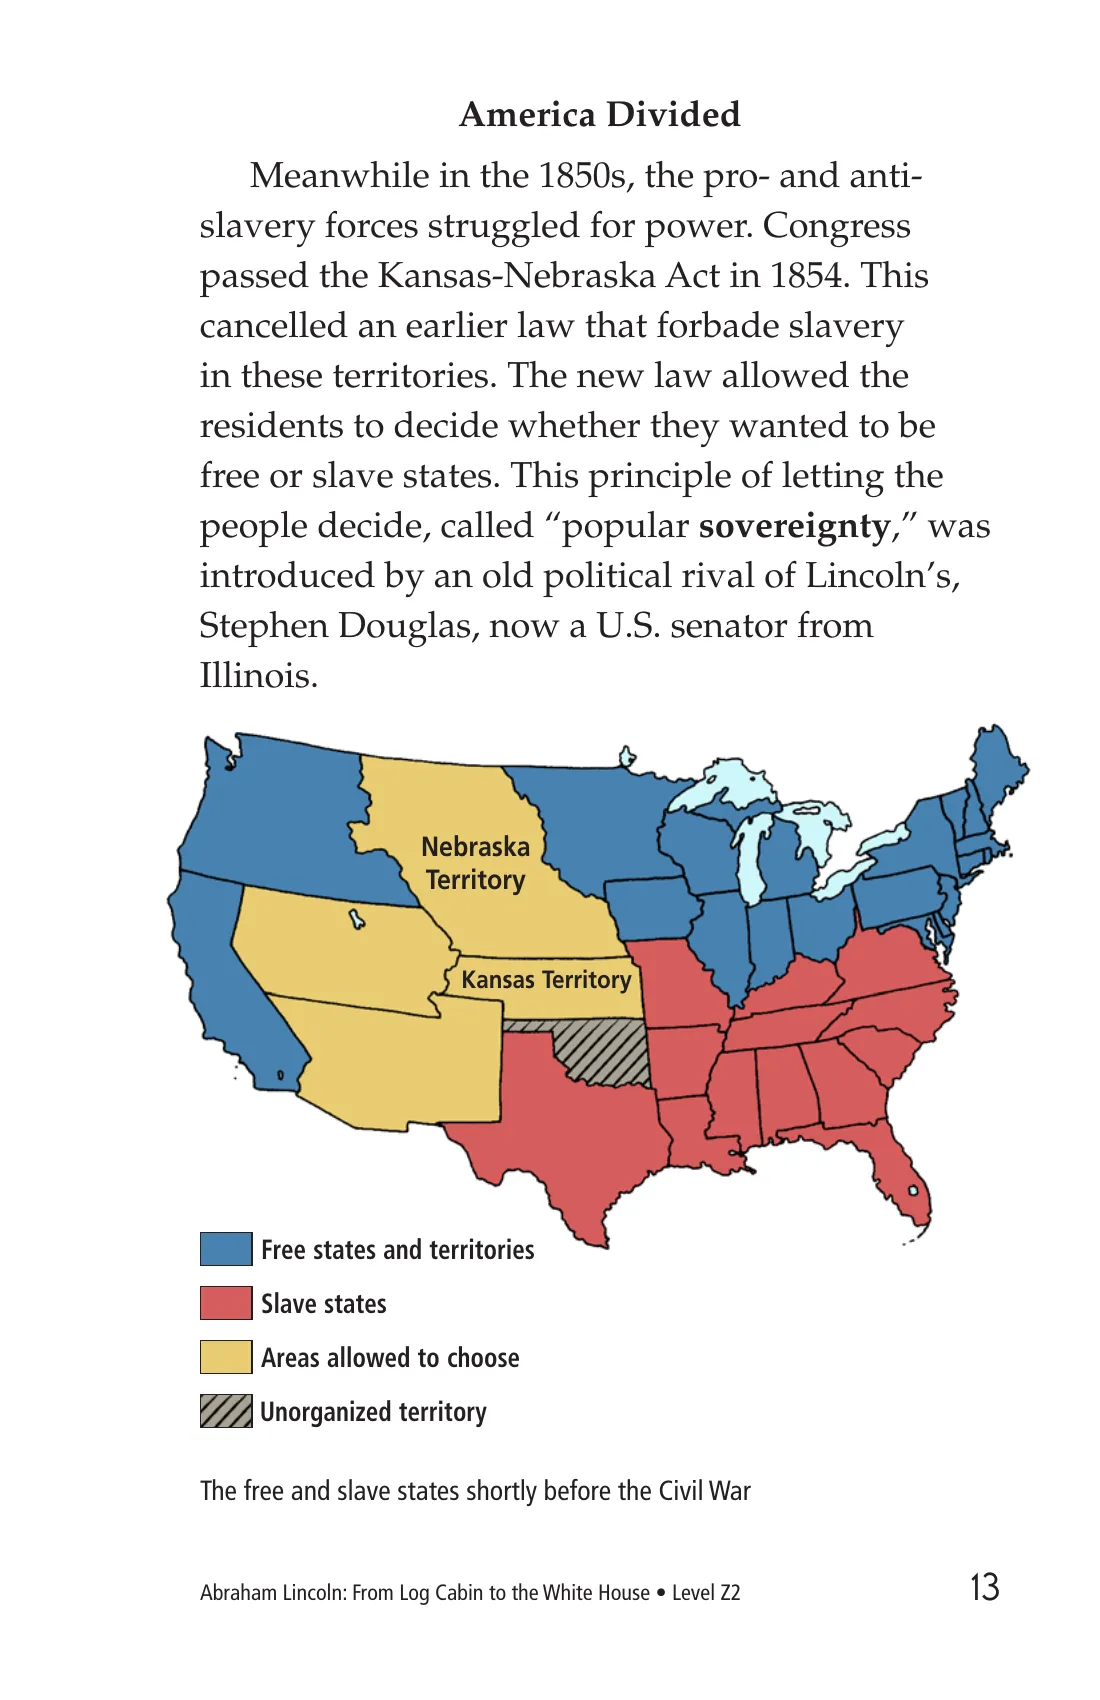 America Divided
Meanwhile in the 1850s, the pro- and anti-
slavery forces struggled for power. Congress
passed the Kansas-Nebraska Act in 1854. This
cancelled an earlier law that forbade slavery
in these territories. The new law allowed the
residents to decide whether they wanted to be
free or slave states. This principle of letting the
people decide, called “popular sovereignty,” was
introduced by an old political rival of Lincoln’s,
Stephen Douglas, now a U.S. senator from
Illinois.
Nebraska
Territory
Kansas Territory
Free states and territories
Slave states
Areas allowed to choose
Unorganized territory
The free and slave states shortly before the Civil War
Abraham Lincoln: From Log Cabin to the White House • Level Z2 13